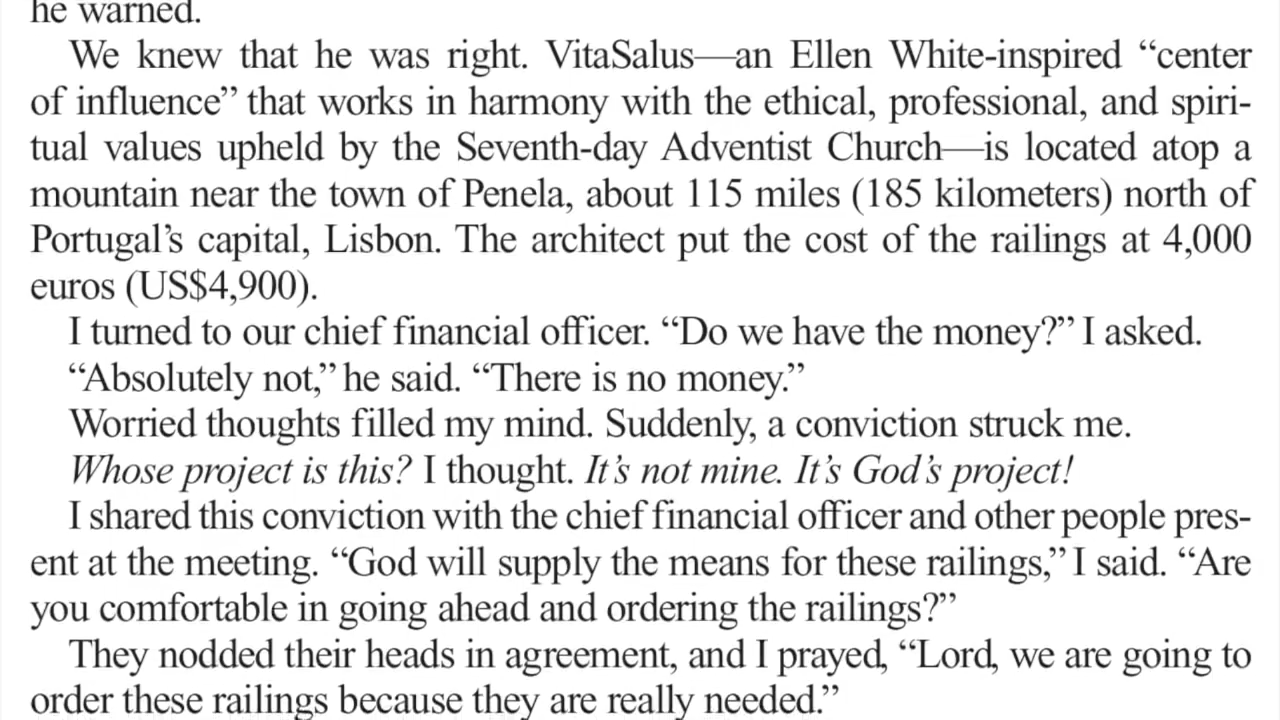 he warned.
We knew that he was right. VitaSalus—an Ellen White-inspired “center
of influence” that works in harmony with the ethical, professional, and spiri-
tual values upheld by the Seventh-day Adventist Church—is located atop a
mountain near the town of Penela, about 115 miles (185 kilometers) north of
Portugal’s capital, Lisbon. The architect put the cost of the railings at 4,000
euros (US$4,900).
I turned to our chief financial officer. “Do we have the money?” I asked.
“Absolutely not,” he said. “There is no money.”
Worried thoughts filled my mind. Suddenly, a conviction struck me.
Whose project is this? I thought. It’s not mine. It’s God’s project!
I shared this conviction with the chief financial officer and other people pres-
ent at the meeting. “God will supply the means for these railings,” I said. “Are
you comfortable in going ahead and ordering the railings?”
They nodded their heads in agreement, and I prayed, “Lord, we are going to
order these railings because they are really needed.”